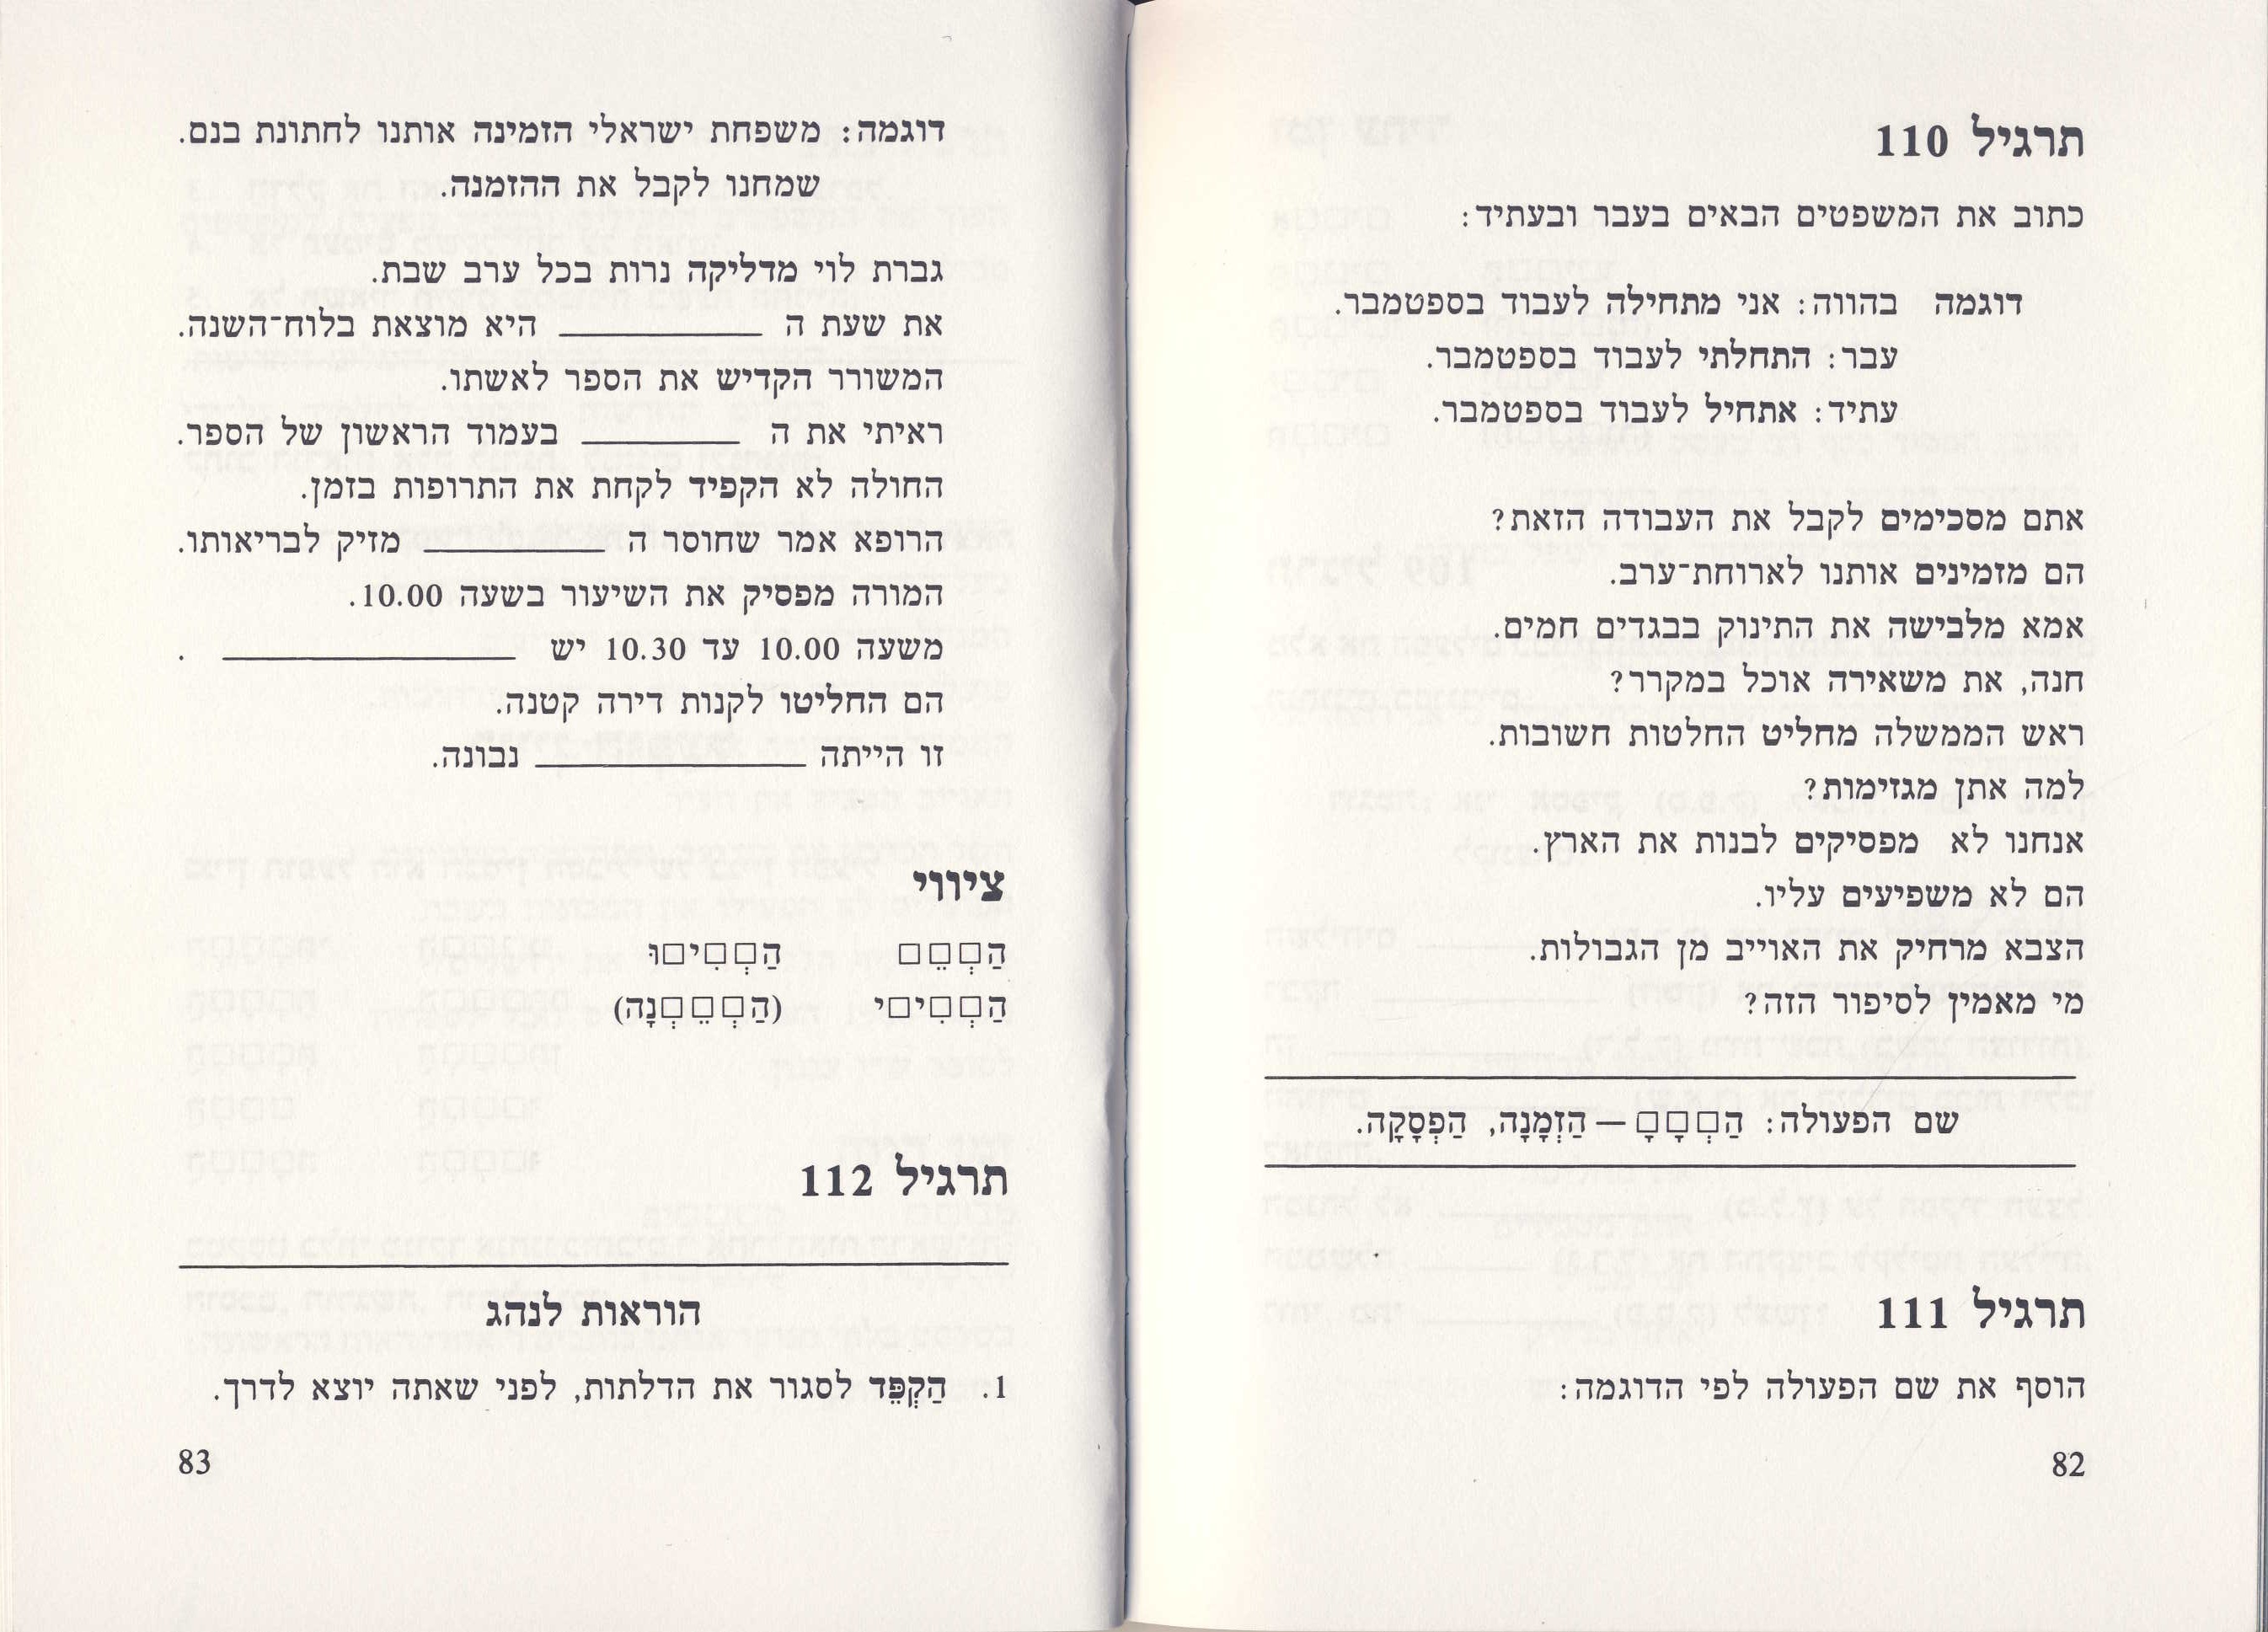 תרגיל 110
כתוב את המשפטים הבאים בעבר ובעתיד:
דוגמה בהווה: אני מתחילה לעבוד בספטמבר.
עבר: התחלתי לעבוד בספטמבר.
עתיד: אתחיל לעבוד בספטמבר.
אתם מסכימים לקבל את העבודה הזאת?
הם מזמינים אותנו לארוחת־ערב.
אמא מלבישה את התינוק בבגדים חמים.
חנה, את משאירה אוכל במקרר?
ראש הממשלה מחליט החלטות חשובות.
למה אתן מגזימות?
אנחנו לא מפסיקים לבנות את הארץ.
הם לא משפיעים עליו.
הצבא מרחיק את האוייב מן הגבולות.
מי מאמין לסיפור הזה?
שם הפעולה: הַ□ְ□ָ□ָ — הַזְמָנָה, הַפְסָקָה.
תרגיל 111
הוסף את שם הפעולה לפי הדוגמה:
82
דוגמה: משפחת ישראלי הזמינה אותנו לחתונת בנם.
שמחנו לקבל את ההזמנה.
גברת לוי מדליקה נרות בכל ערב שבת.
את שעת ה ________ היא מוצאת בלוח־השנה.
המשורר הקדיש את הספר לאשתו.
ראיתי את ה ________ בעמוד הראשון של הספר.
החולה לא הקפיד לקחת את התרופות בזמן.
הרופא אמר שחוסר ה ________ מזיק לבריאותו.
המורה מפסיק את השיעור בשעה 10.00.
משעה 10.00 עד 10.30 יש ________ .
הם החליטו לקנות דירה קטנה.
זו הייתה ________ נבונה.
ציווי
הַ□ְ□ֵ□ הַ□ְ□ִי□וּ
הַ□ְ□ִי□י (הַ□ְ□ֵ□ְנָה)
תרגיל 112
הוראות לנהג
1. הַקְפֵּד לסגור את הדלתות, לפני שאתה יוצא לדרך.
83